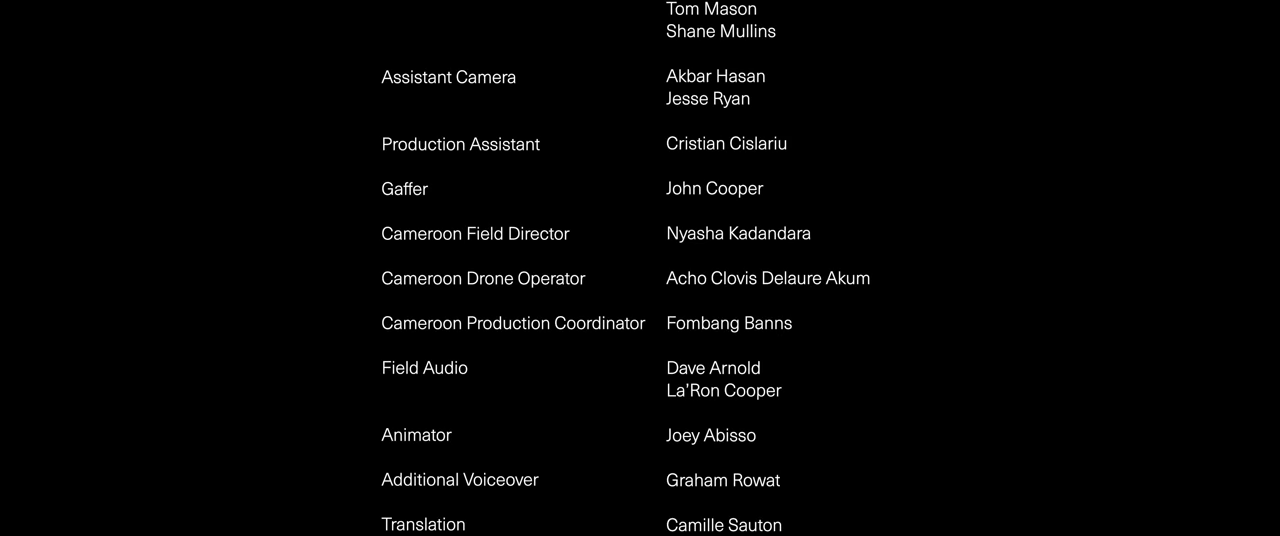 Tom Mason
Shane Mullins
Assistant Camera Akbar Hasan
Jesse Ryan
Production Assistant Cristian Cislariu
Gaffer John Cooper
Cameroon Field Director Nyasha Kadandara
Cameroon Drone Operator Acho Clovis Delaure Akum
Cameroon Production Coordinator Fombang Banns
Field Audio Dave Arnold
La'Ron Cooper
Animator Joey Abisso
Additional Voiceover Graham Rowat
Translation Camille Sauton